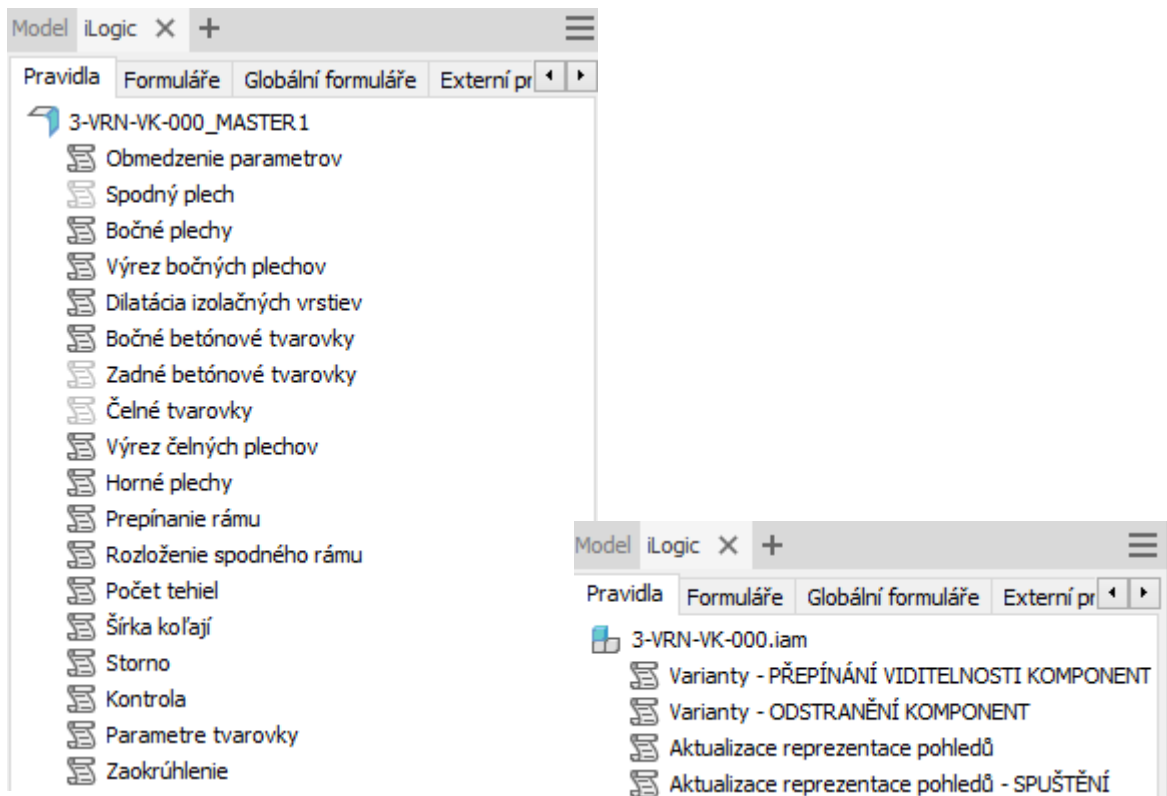 Model iLogic
Pravidla Formuláře Globální formuláře Externí pr
3-VRN-VK-000_MASTER1
Obmedzenie parametrov
Spodný plech
Bočné plechy
Výrez bočných plechov
Dilatácia izolačných vrstiev
Bočné betónové tvarovky
Zadné betónové tvarovky
Čelné tvarovky
Výrez čelných plechov
Horné plechy
Prepínanie rámu
Rozloženie spodného rámu
Počet tehiel
Šírka koľají
Storno
Kontrola
Parametre tvarovky
Zaokrúhlenie
Model iLogic
Pravidla Formuláře Globální formuláře Externí pr
3-VRN-VK-000.iam
Varianty - PŘEPÍNÁNÍ VIDITELNOSTI KOMPONENT
Varianty - ODSTRANĚNÍ KOMPONENT
Aktualizace reprezentace pohledů
Aktualizace reprezentace pohledů - SPUŠTĚNÍ